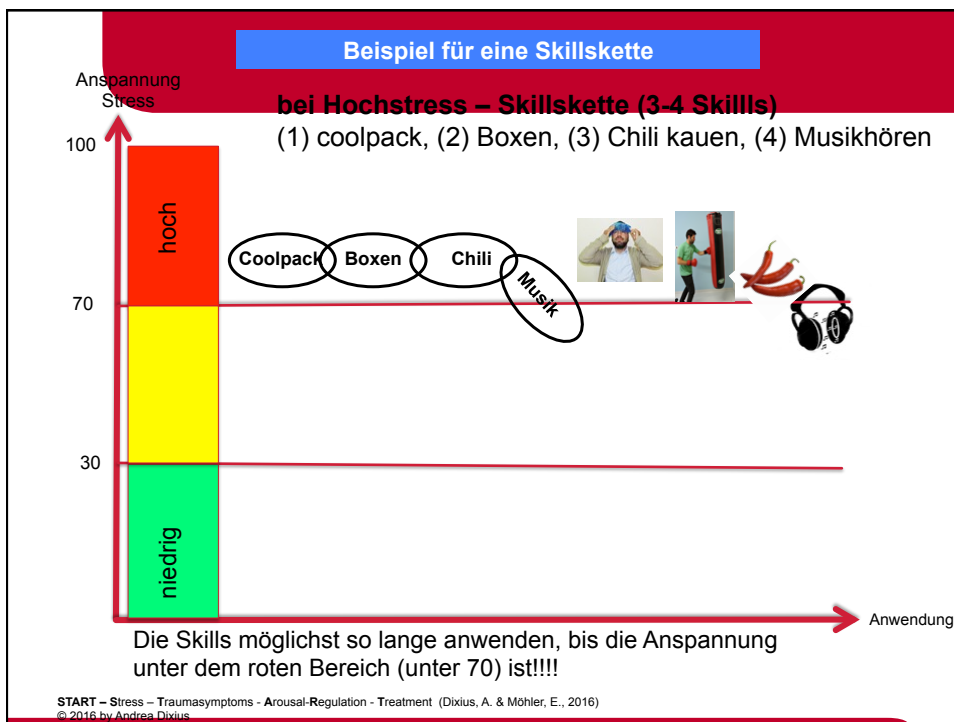 Beispiel für eine Skillskette
Anspannung
Stress
bei Hochstress – Skillskette (3-4 Skillls)
(1) coolpack, (2) Boxen, (3) Chili kauen, (4) Musikhören
100
hoch
Coolpack
Boxen
Chili
Musik
70
30
niedrig
Anwendung
Die Skills möglichst so lange anwenden, bis die Anspannung
unter dem roten Bereich (unter 70) ist!!!!
START – Stress – Traumasymptoms - Arousal-Regulation - Treatment (Dixius, A. & Möhler, E., 2016)
© 2016 by Andrea Dixius